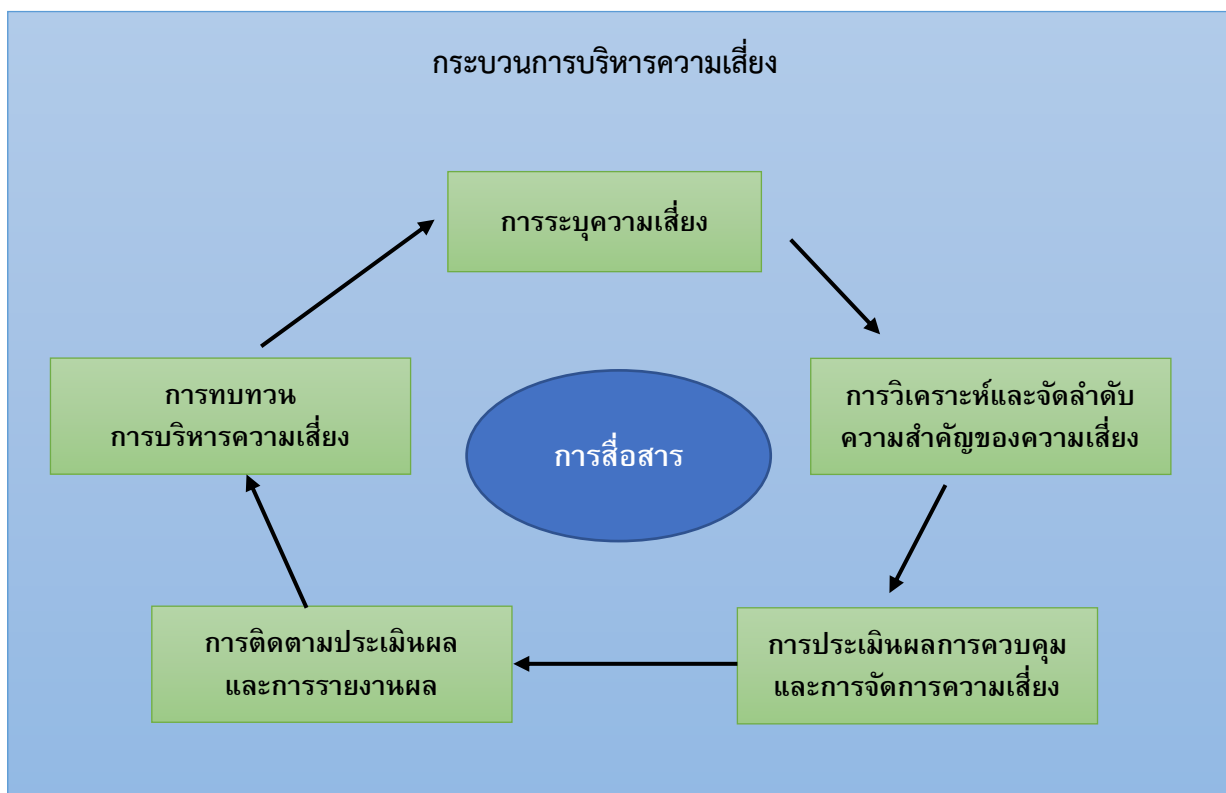 กระบวนการบริหารความเสี่ยง
การระบุความเสี่ยง
การวิเคราะห์และจัดลำดับ
ความสำคัญของความเสี่ยง
การประเมินผลการควบคุม
และการจัดการความเสี่ยง
การติดตามประเมินผล
และการรายงานผล
การทบทวน
การบริหารความเสี่ยง
การสื่อสาร